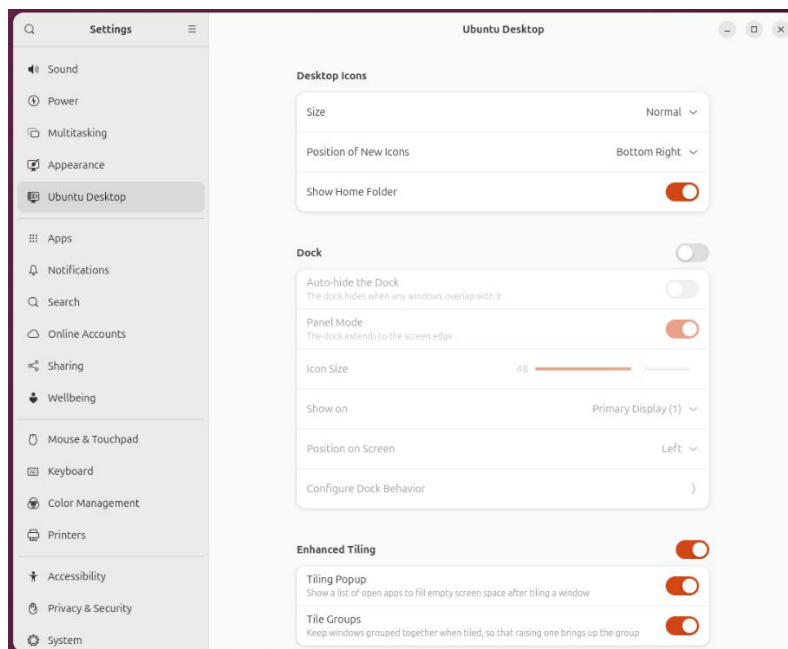 Settings
Ubuntu Desktop
Sound
Power
Multitasking
Appearance
Ubuntu Desktop
Apps
Notifications
Search
Online Accounts
Sharing
Wellbeing
Mouse & Touchpad
Keyboard
Color Management
Printers
Accessibility
Privacy & Security
System
Desktop Icons
Size Normal
Position of New Icons Bottom Right
Show Home Folder
Dock
Auto-hide the Dock
The dock hides when any windows overlap with it
Panel Mode
The dock extends to the screen edge
Icon Size 48
Show on Primary Display (1)
Position on Screen Left
Configure Dock Behavior
Enhanced Tiling
Tiling Popup
Show a list of open apps to fill empty screen space after tiling a window
Tile Groups
Keep windows grouped together when tiled, so that raising one brings up the group